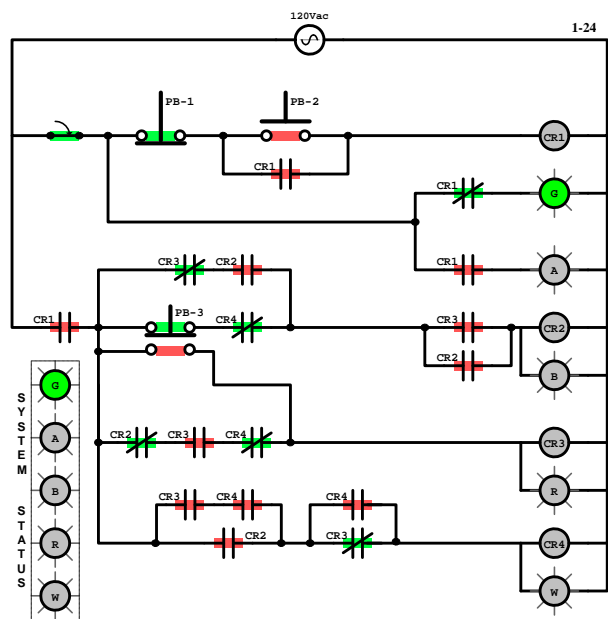 120Vac
1-24
PB-1
PB-2
CR1
CR1
CR1
G
CR1
A
CR3
CR2
CR1
PB-3
CR4
CR3
CR2
CR2
B
SYSTEM STATUS
G
A
B
R
W
CR2
CR3
CR4
CR3
R
CR3
CR4
CR2
CR4
CR3
CR4
W